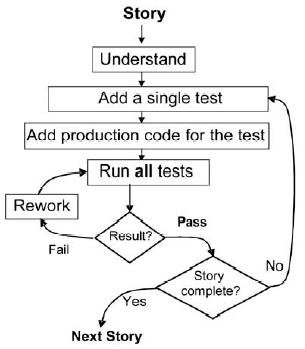 Story
Understand
Add a single test
Add production code for the test
Run all tests
Rework
Result?
Pass
Fail
Story
complete?
No
Yes
Next Story